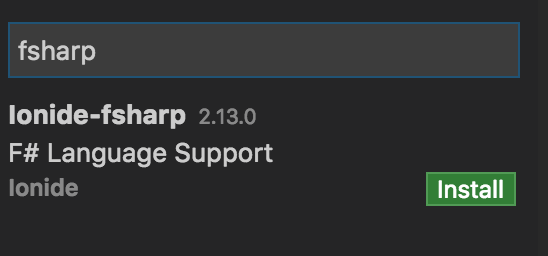 fsharp
Ionide-fsharp 2.13.0
F# Language Support
Ionide
Install